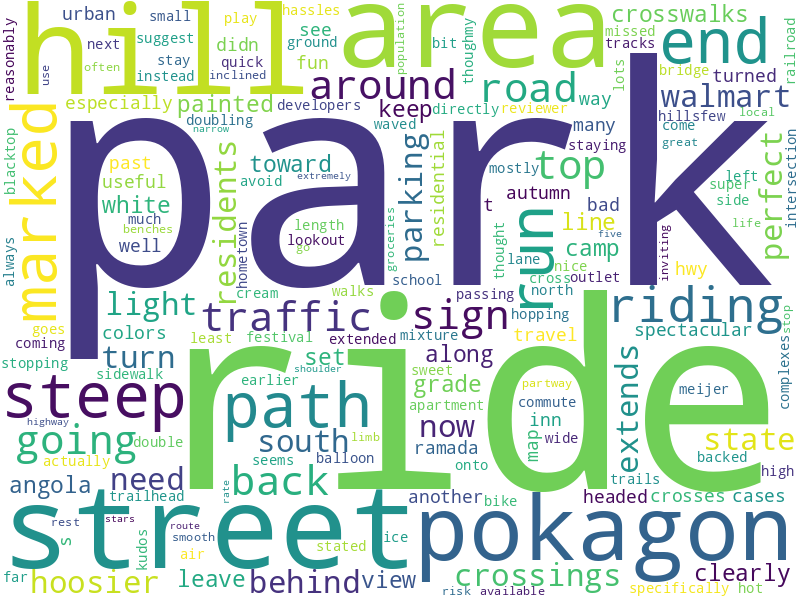 reasonably
urban
small
play
hassles
population
thoughmy
bit
missed
crosswalks
tracks
railroad
hill
area
end
next
suggest
see
ground
fun
stay
instead
didn
quick
inclined
use
often
lots
bridge
turned
especially
painted
developers
around
keep
directly
reviewer
road
way
walmart
blacktop
marked
doubling
narrow
waved
many
hillsfew
local
park
past
useful
white
much
benches
well
residents
toward
avoid
extremely
hometown
length
lookout
go
groceries
parking
residential
mostly
top
staying
come
great
intersection
autumn
t
line
bad
left
super
side
life
perfect
always
thought
run
camp
lane
nice
cross
five
inviting
light
cream
walks
school
passing
north
outlet
hwy
riding
goes
coming
colors
traffic
sign
hopping
travel
spectacular
stop
stopping
turn
least
festival
extended
mixture
along
sidewalk
earlier
set
shoulder
sweet
grade
partway
extends
meijer
complexes
steep
ride
path
apartment
now
commute
inn
wide
map
state
highway
going
double
south
seems
limb
balloon
ramada
onto
trails
backed
high
actually
angola
need
back
rate
another
bike
headed
crosses
cases
trailhead
street
rest
stars
s
kudos
route
smooth
air
stated
ice
pokagon
far
hoosier
leave
behind
view
crossings
risk
available
clearly
specifically
hot